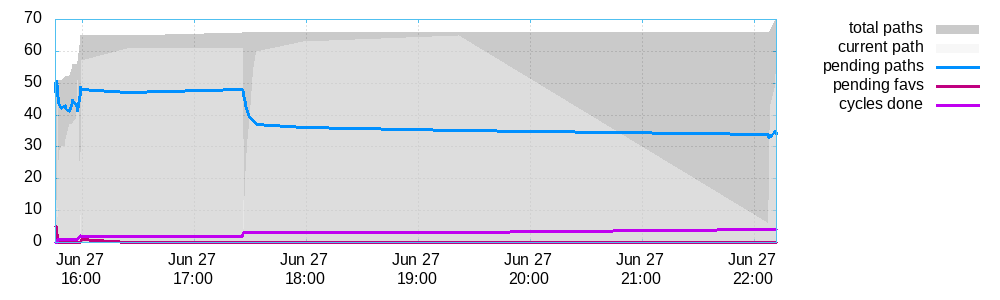 70
60
50
40
30
20
10
0
Jun 27
16:00
Jun 27
17:00
Jun 27
18:00
Jun 27
19:00
Jun 27
20:00
Jun 27
21:00
Jun 27
22:00
total paths
current path
pending paths
pending favs
cycles done